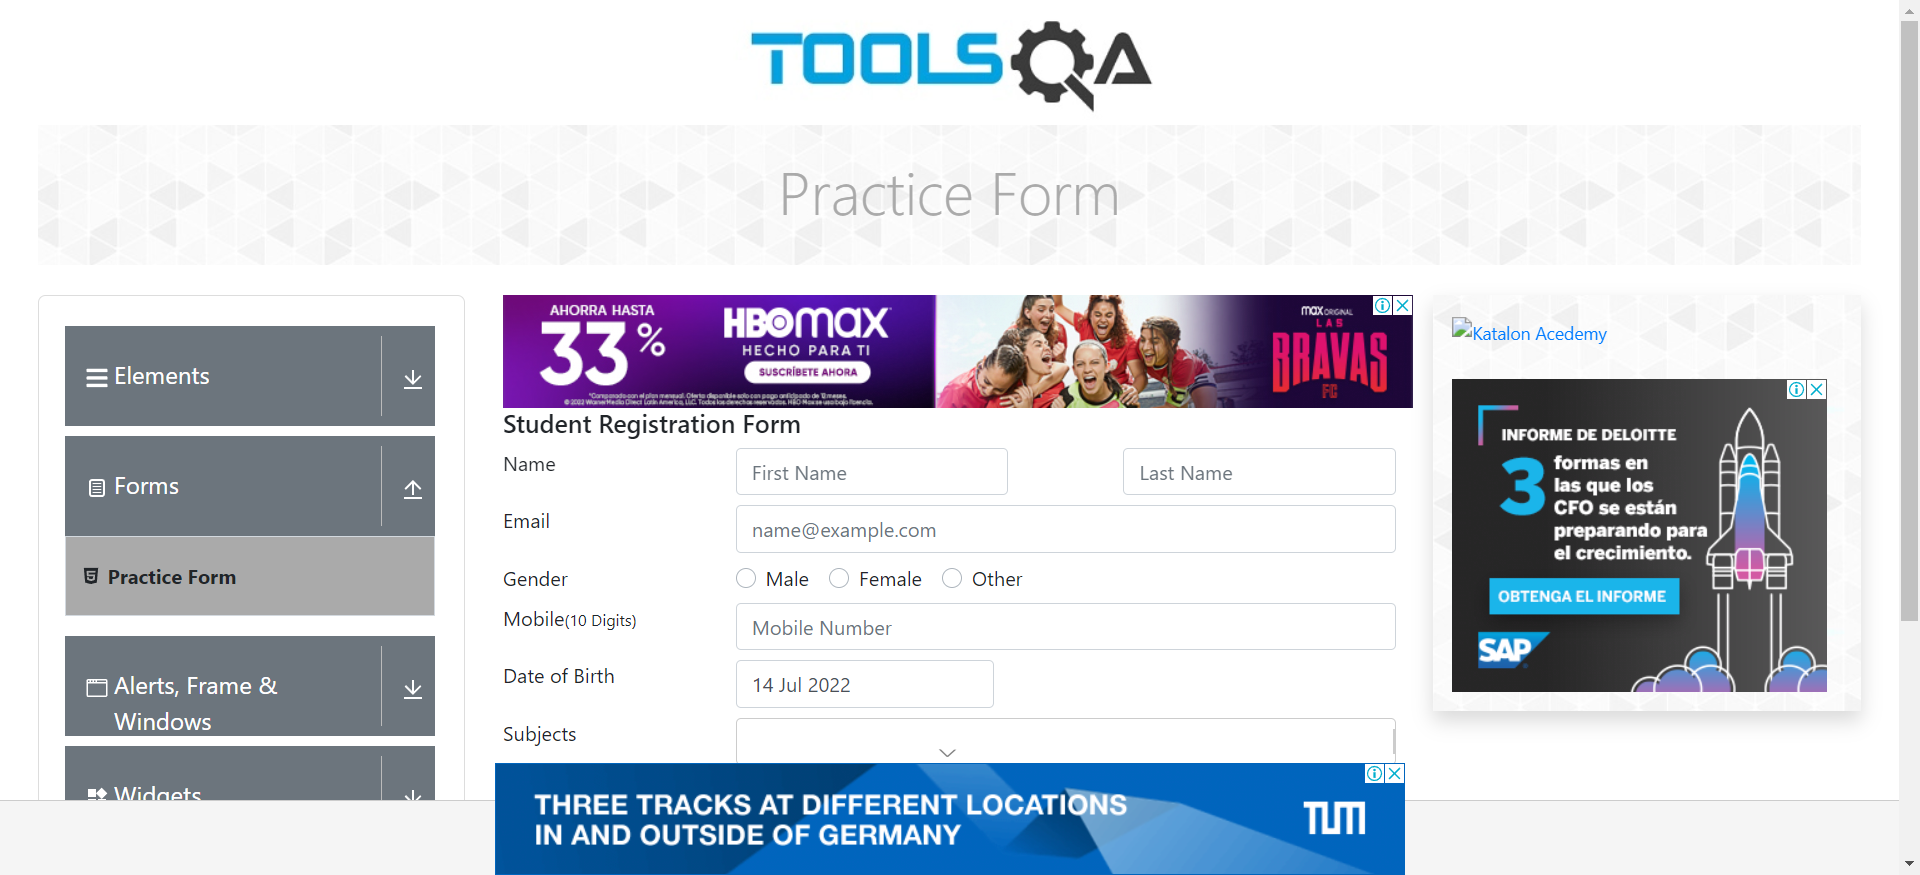 TOOLSQA
Practice Form
Elements
Forms
Practice Form
Alerts, Frame &
Windows
Widgets
AHORRA HASTA
33%
HBOMAX
HECHO PARA TI
SUSCRÍBETE AHORA
max ORIGINAL
LAS
BRAVAS
FC
Student Registration Form
Name
First Name
Last Name
Email
name@example.com
Gender
Male
Female
Other
Mobile(10 Digits)
Mobile Number
Date of Birth
14 Jul 2022
Subjects
THREE TRACKS AT DIFFERENT LOCATIONS
IN AND OUTSIDE OF GERMANY
TUM
Katalon Acedemy
INFORME DE DELOITTE
3
formas en
las que los
CFO se están
preparando para
el crecimiento.
OBTENGA EL INFORME
SAP